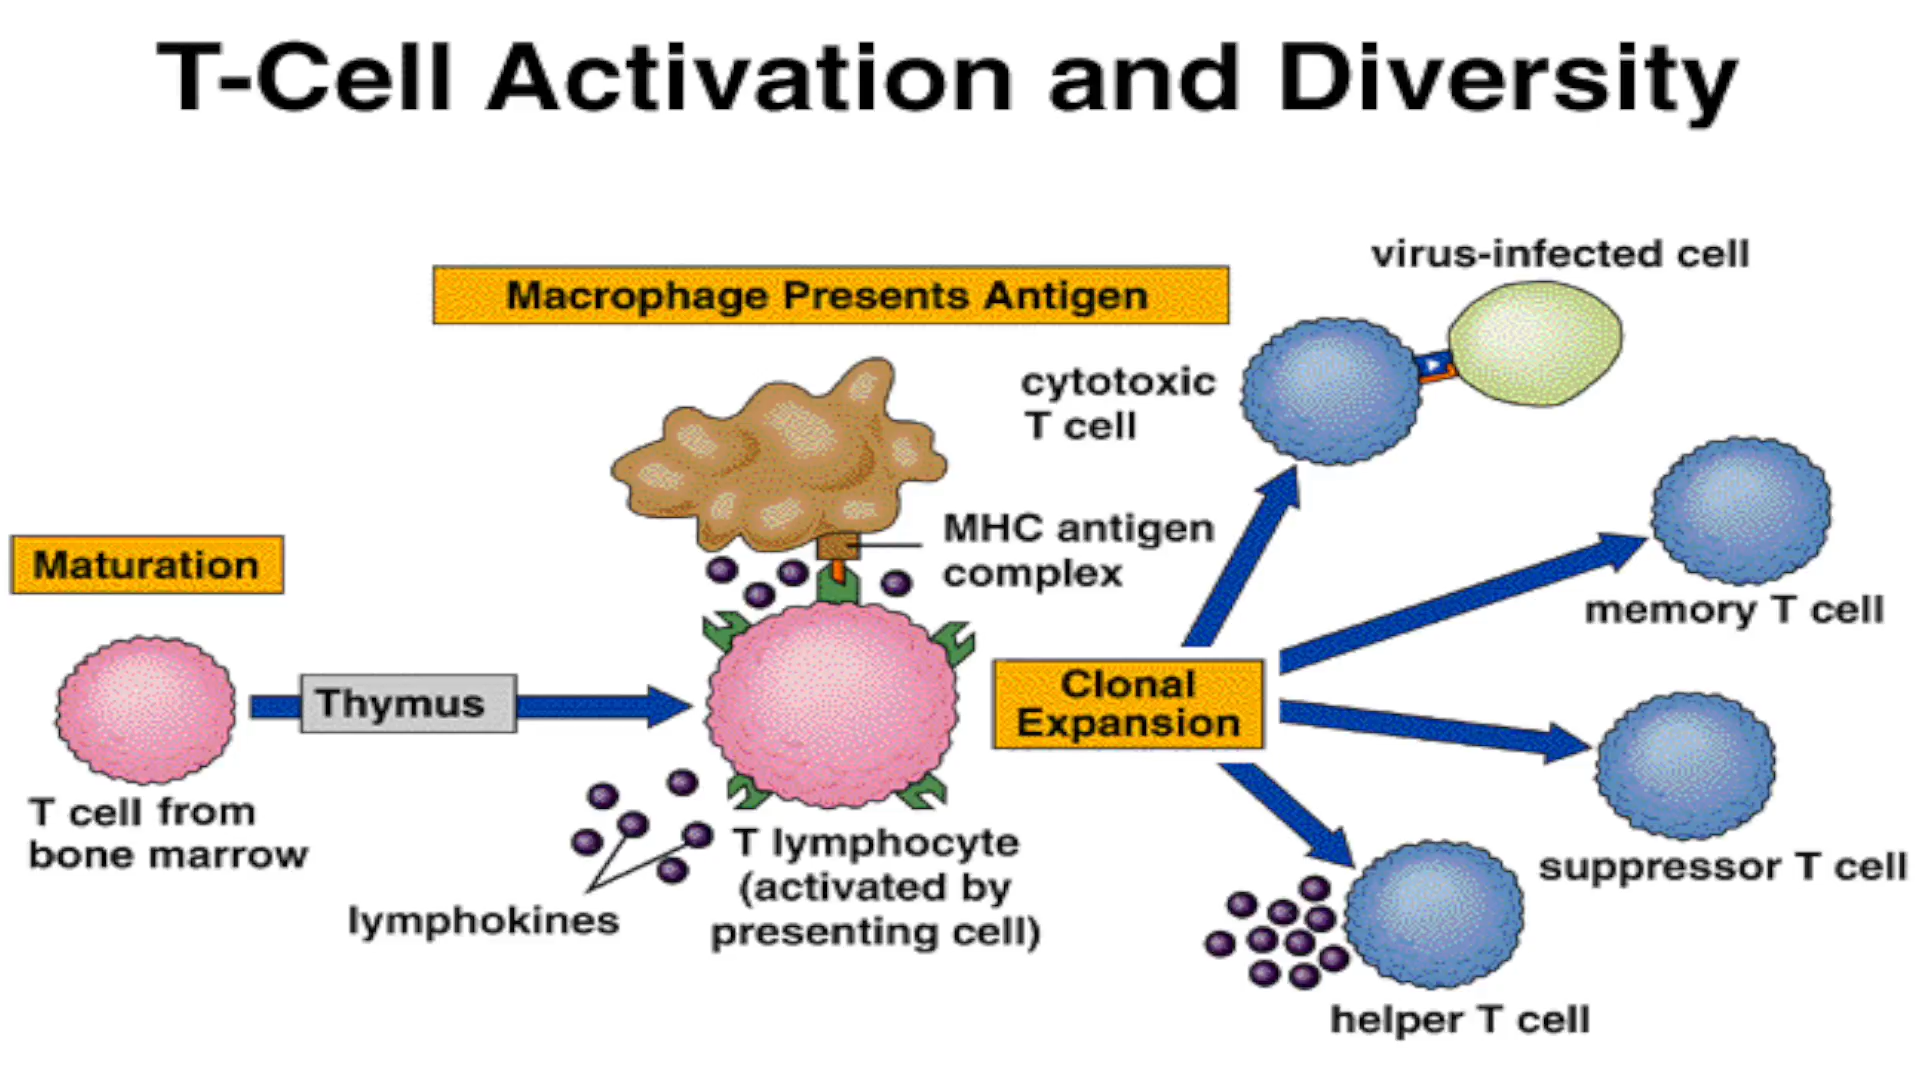 T-Cell Activation and Diversity
virus-infected cell
Macrophage Presents Antigen
cytotoxic
T cell
MHC antigen
complex
Maturation
memory T cell
Thymus
Clonal
Expansion
T cell from
bone marrow
lymphokines
T lymphocyte
(activated by
presenting cell)
suppressor T cell
helper T cell